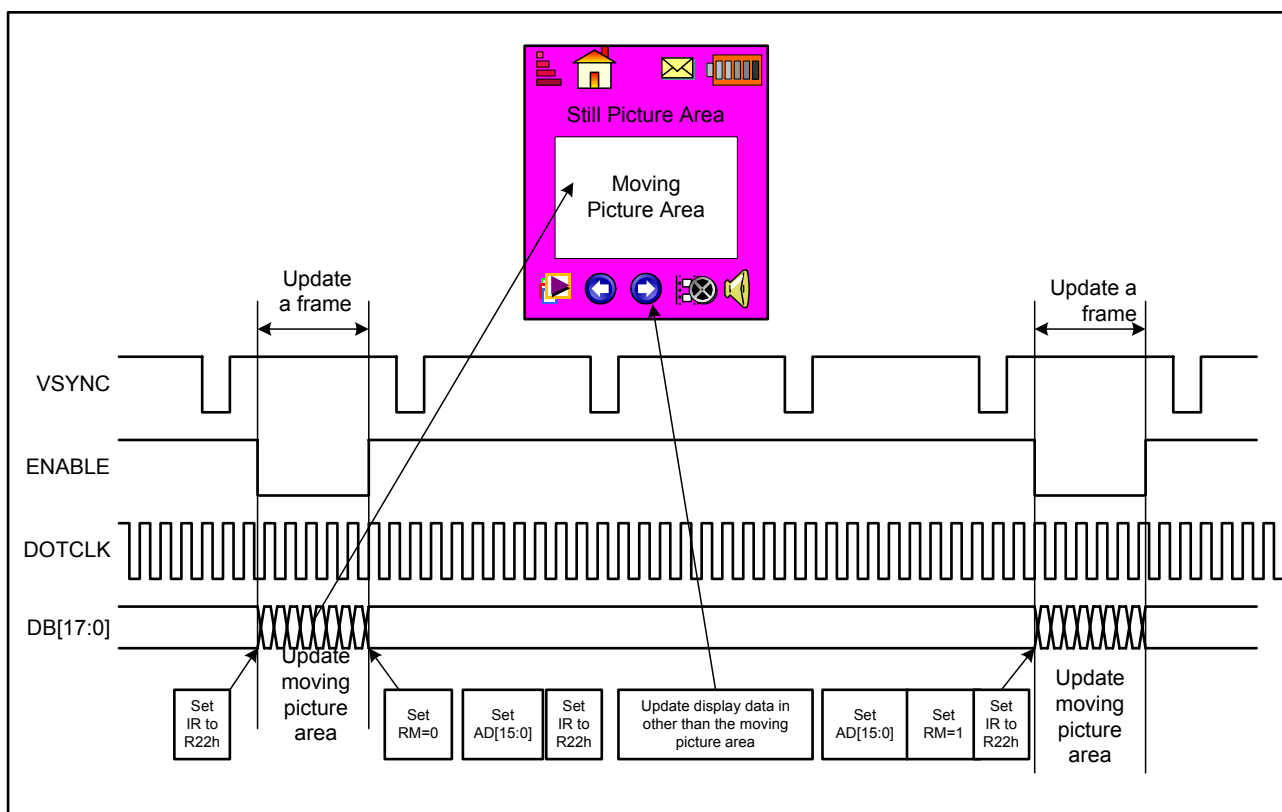 Still Picture Area
Moving
Picture Area
Update
a frame
Update a
frame
VSYNC
ENABLE
DOTCLK
DB[17:0]
Update
moving
picture
area
Update
moving
picture
area
Set
IR to
R22h
Set
RM=0
Set
AD[15:0]
Set
IR to
R22h
Update display data in
other than the moving
picture area
Set
AD[15:0]
Set
RM=1
Set
IR to
R22h